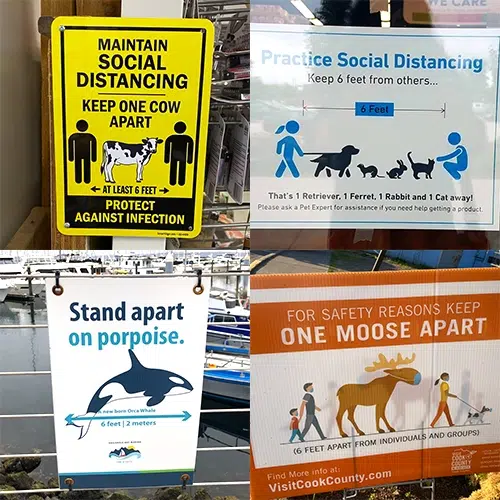 MAINTAIN
SOCIAL
DISTANCING
KEEP ONE COW
APART
AT LEAST 6 FEET
PROTECT
AGAINST INFECTION
WE CARE
Practice Social Distancing
Keep 6 feet from others...
6 Feet
That's 1 Retriever, 1 Ferret, 1 Rabbit and 1 Cat away!
Please ask a Pet Expert for assistance if you need help getting a product.
Stand apart
on porpoise.
new born Orca Whale
6 feet | 2 meters
FOR SAFETY REASONS KEEP
ONE MOOSE APART
(6 FEET APART FROM INDIVIDUALS AND GROUPS)
Find More info at:
VisitCookCounty.com
VISIT
COOK
COUNTY